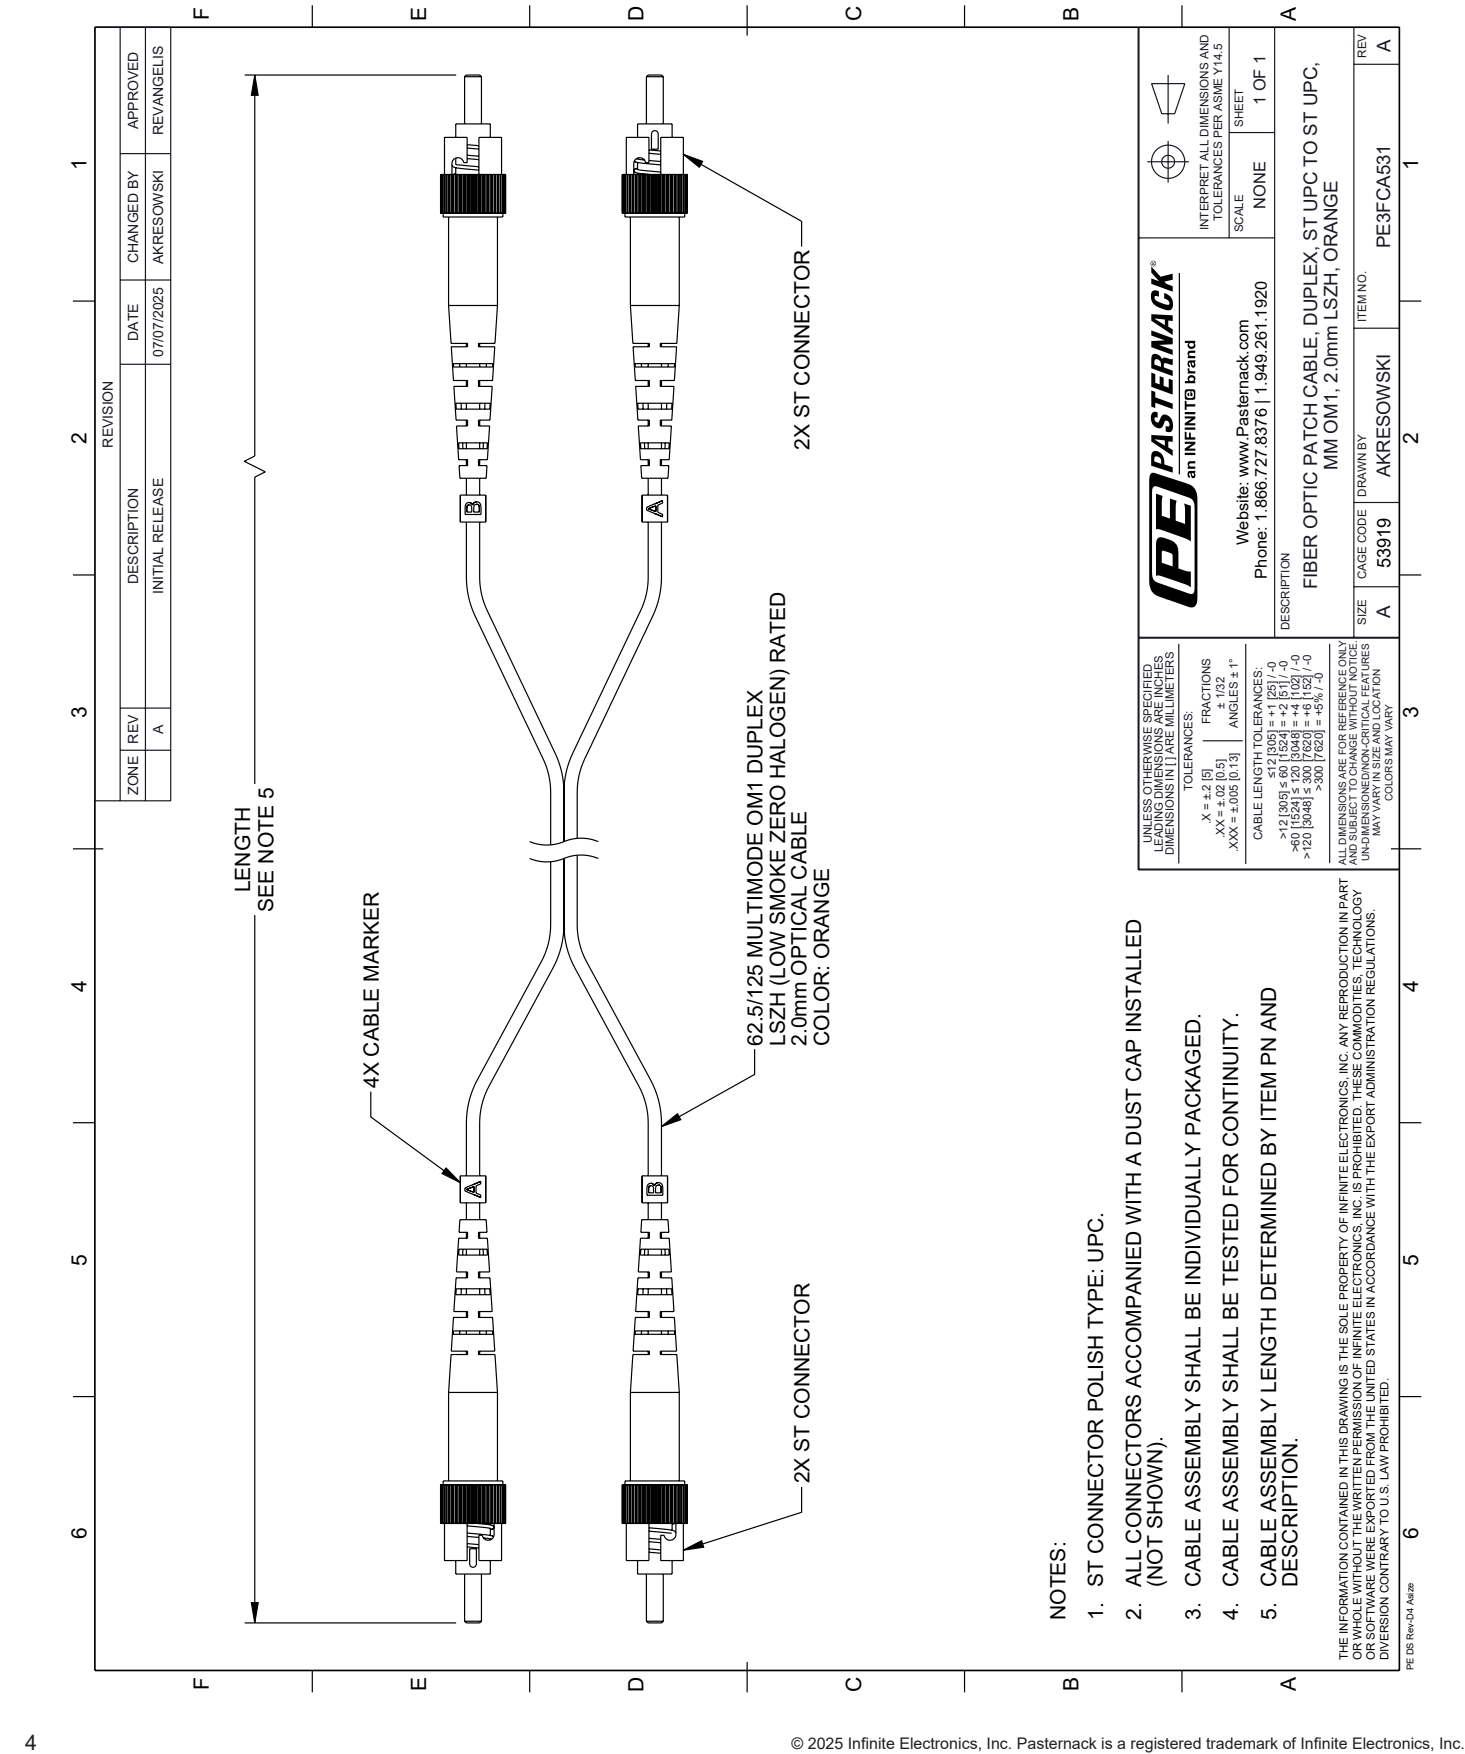 REVISION
ZONE REV DESCRIPTION DATE CHANGED BY APPROVED
A INITIAL RELEASE 07/07/2025 AKRESOWSKI REVANGELIS
6 5 4 3 2 1
F
E
D
C
B
A
F
E
D
C
B
A
LENGTH
SEE NOTE 5
4X CABLE MARKER
A
B
B
A
2X ST CONNECTOR
62.5/125 MULTIMODE OM1 DUPLEX
LSZH (LOW SMOKE ZERO HALOGEN) RATED
2.0mm OPTICAL CABLE
COLOR: ORANGE
2X ST CONNECTOR
NOTES:
1. ST CONNECTOR POLISH TYPE: UPC.
2. ALL CONNECTORS ACCOMPANIED WITH A DUST CAP INSTALLED
(NOT SHOWN).
3. CABLE ASSEMBLY SHALL BE INDIVIDUALLY PACKAGED.
4. CABLE ASSEMBLY SHALL BE TESTED FOR CONTINUITY.
5. CABLE ASSEMBLY LENGTH DETERMINED BY ITEM PN AND
DESCRIPTION.
THE INFORMATION CONTAINED IN THIS DRAWING IS THE SOLE PROPERTY OF INFINITE ELECTRONICS, INC. ANY REPRODUCTION IN PART
OR WHOLE WITHOUT THE WRITTEN PERMISSION OF INFINITE ELECTRONICS, INC. IS PROHIBITED. THESE COMMODITIES, TECHNOLOGY
OR SOFTWARE WERE EXPORTED FROM THE UNITED STATES IN ACCORDANCE WITH THE EXPORT ADMINISTRATION REGULATIONS.
DIVERSION CONTRARY TO U.S. LAW PROHIBITED.
UNLESS OTHERWISE SPECIFIED
LEADING DIMENSIONS ARE INCHES
DIMENSIONS IN [ ] ARE MILLIMETERS
TOLERANCES:
.X = ±.2 [5] FRACTIONS
.XX = ±.02 [0.5] ± 1/32
.XXX = ±.005 [0.13] ANGLES ± 1°
CABLE LENGTH TOLERANCES:
≤12 [305] = +1 [25] / -0
>12 [305] ≤ 60 [1524] = +2 [51] / -0
>60 [1524] ≤ 120 [3048] = +4 [102] / -0
>120 [3048] ≤ 300 [7620] = +6 [152] / -0
>300 [7620] = +5% / -0
ALL DIMENSIONS ARE FOR REFERENCE ONLY
AND SUBJECT TO CHANGE WITHOUT NOTICE.
UN-DIMENSIONED/NON-CRITICAL FEATURES
MAY VARY IN SIZE AND LOCATION
COLORS MAY VARY
PE PASTERNACK®
an INFINIT@ brand
Website: www.Pasternack.com
Phone: 1.866.727.8376 | 1.949.261.1920
INTERPRET ALL DIMENSIONS AND
TOLERANCES PER ASME Y14.5
SCALE SHEET
NONE 1 OF 1
DESCRIPTION
FIBER OPTIC PATCH CABLE, DUPLEX, ST UPC TO ST UPC,
MM OM1, 2.0mm LSZH, ORANGE
SIZE CAGE CODE DRAWN BY ITEM NO. REV
A 53919 AKRESOWSKI PE3FCA531 A
6 5 4 3 2 1
PE DS Rev-D4 Asize
4
© 2025 Infinite Electronics, Inc. Pasternack is a registered trademark of Infinite Electronics, Inc.